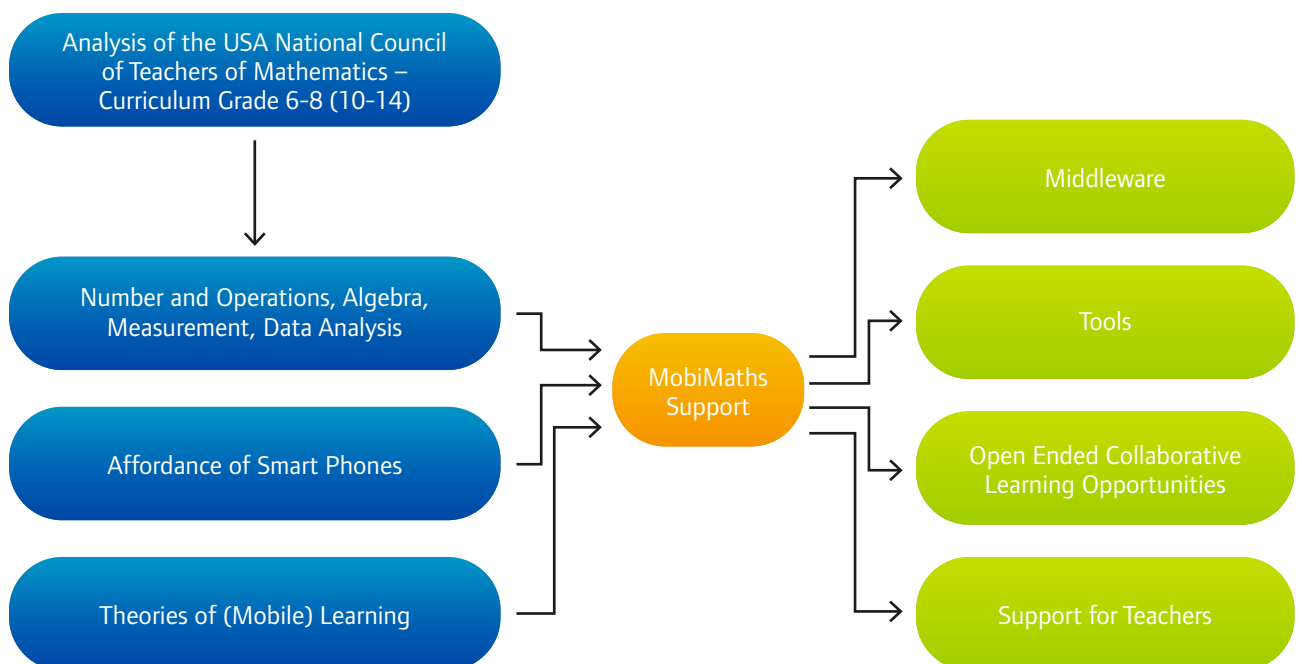 Analysis of the USA National Council
of Teachers of Mathematics –
Curriculum Grade 6-8 (10-14)
Number and Operations, Algebra,
Measurement, Data Analysis
Affordance of Smart Phones
Theories of (Mobile) Learning
MobiMaths
Support
Middleware
Tools
Open Ended Collaborative
Learning Opportunities
Support for Teachers